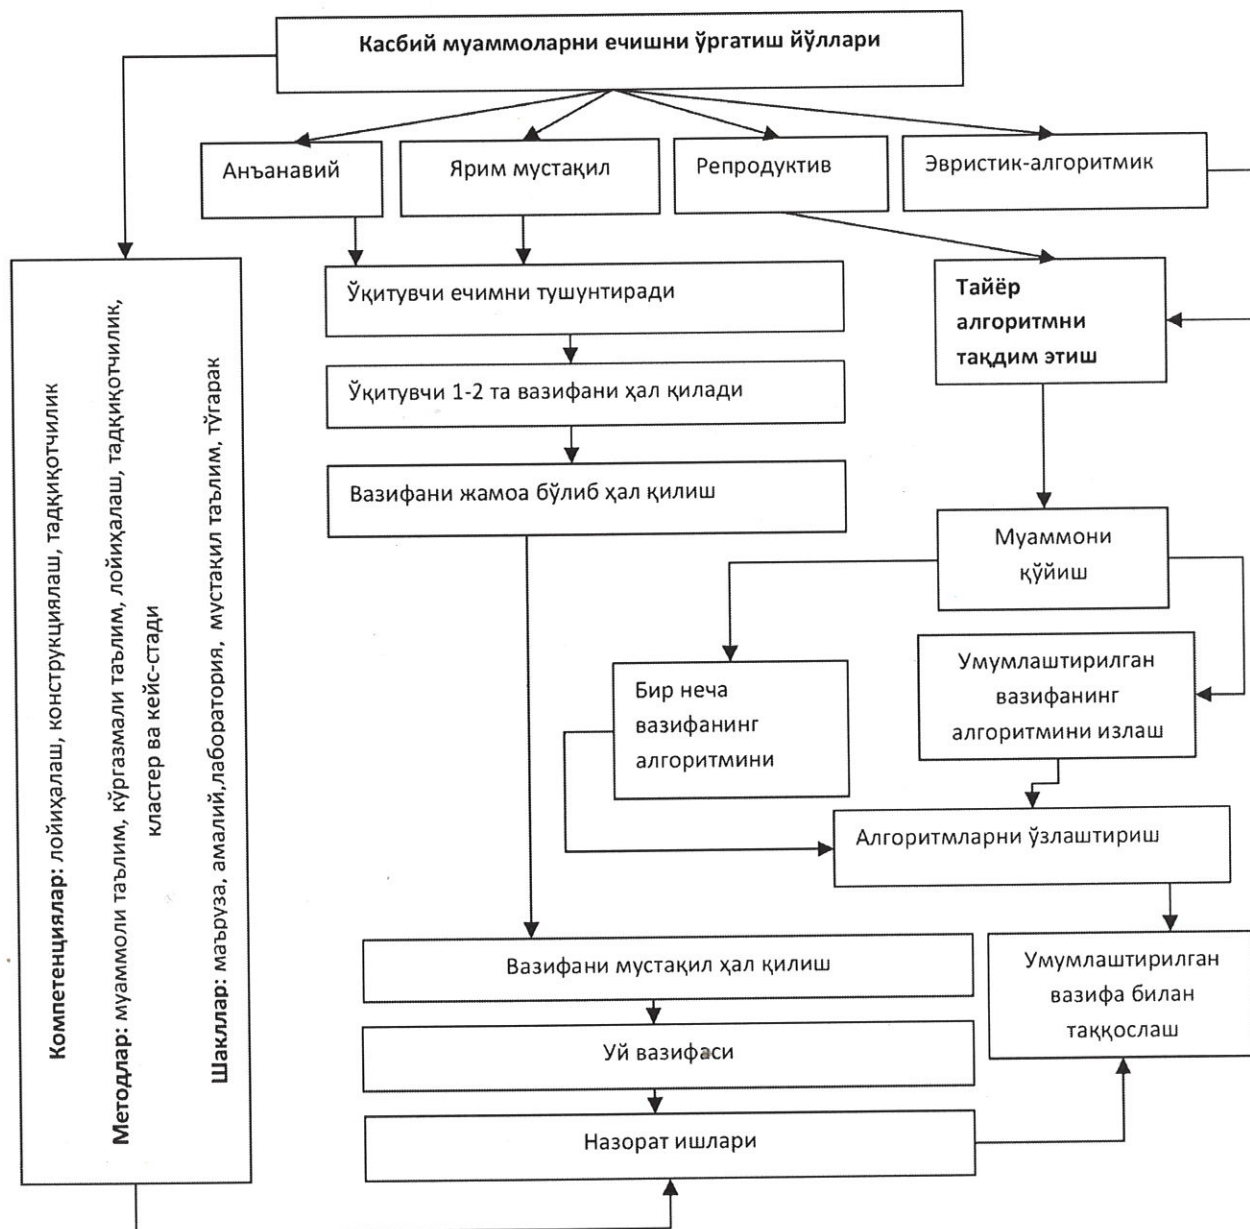 Касбий муаммоларни ечишни ўргатиш йўллари
Анъанавий
Ярим мустақил
Репродуктив
Эвристик-алгоритмик
Компетенциялар: лойиҳалаш, конструкциялаш, тадқиқотчилик
Методлар: муаммоли таълим, кўргазмали таълим, лойиҳалаш, тадқиқотчилик,
кластер ва кейс-стади
Шакллар: маъруза, амалий,лаборатория, мустақил таълим, тўгарак
Ўқитувчи ечимни тушунтиради
Ўқитувчи 1-2 та вазифани ҳал қилади
Вазифани жамоа бўлиб ҳал қилиш
Тайёр
алгоритмни
тақдим этиш
Муаммони
қўйиш
Бир неча
вазифанинг
алгоритмини
Умумлаштирилган
вазифанинг
алгоритмини излаш
Алгоритмларни ўзлаштириш
Вазифани мустақил ҳал қилиш
Уй вазифаси
Назорат ишлари
Умумлаштирилган
вазифа билан
таққослаш